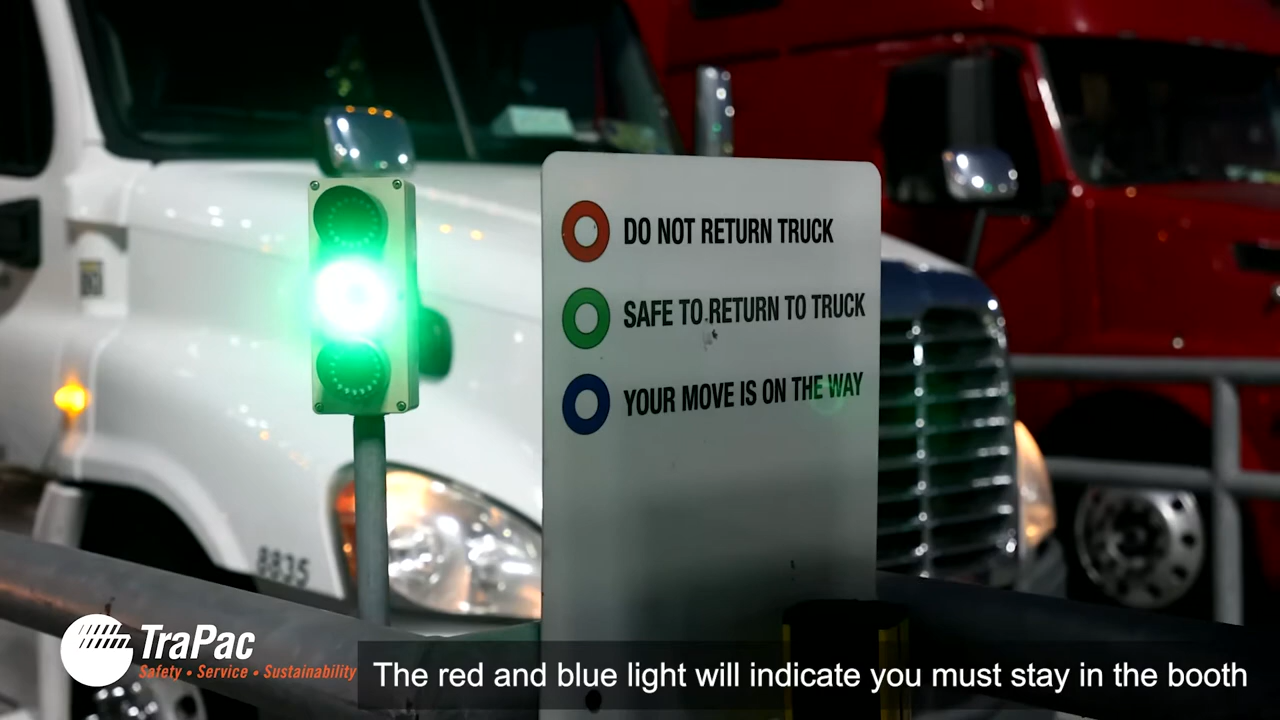 DO NOT RETURN TRUCK
SAFE TO RETURN TO TRUCK
YOUR MOVE IS ON THE WAY
8835
TraPac
Safety • Service • Sustainability
The red and blue light will indicate you must stay in the booth